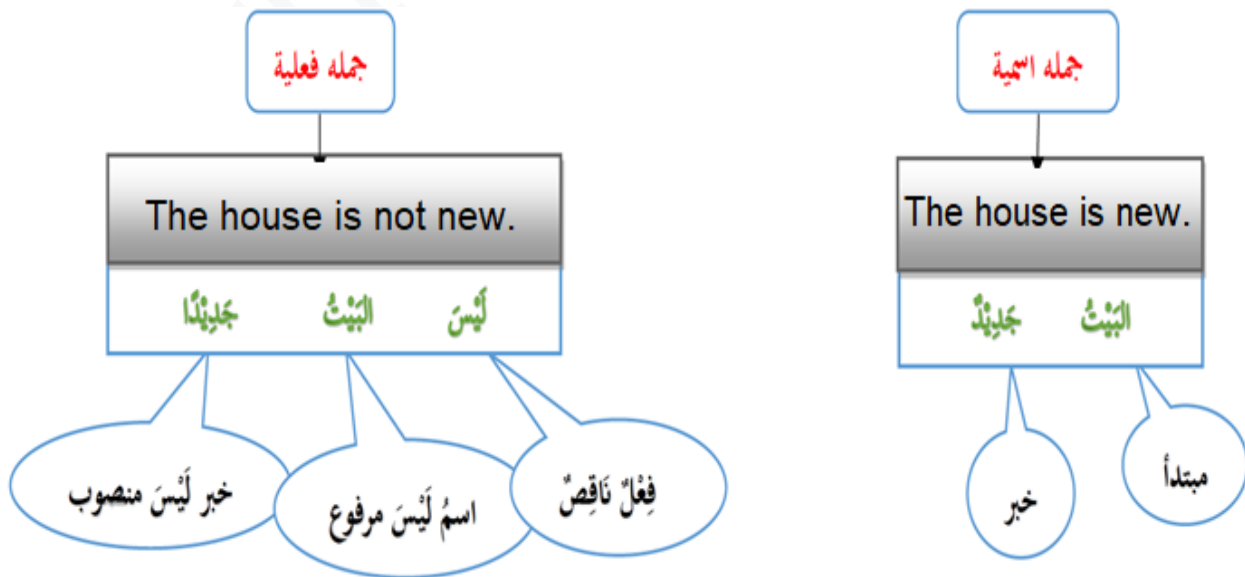 جمله اسمية
The house is new.
البَيْتُ جَدِيْدٌ
مبتدأ
خبر
جمله فعلية
The house is not new.
لَيْسَ البَيْتُ جَدِيْدًا
فِعْلٌ نَاقِصٌ
اسمُ لَيْسَ مرفوع
خبر لَيْسَ منصوب